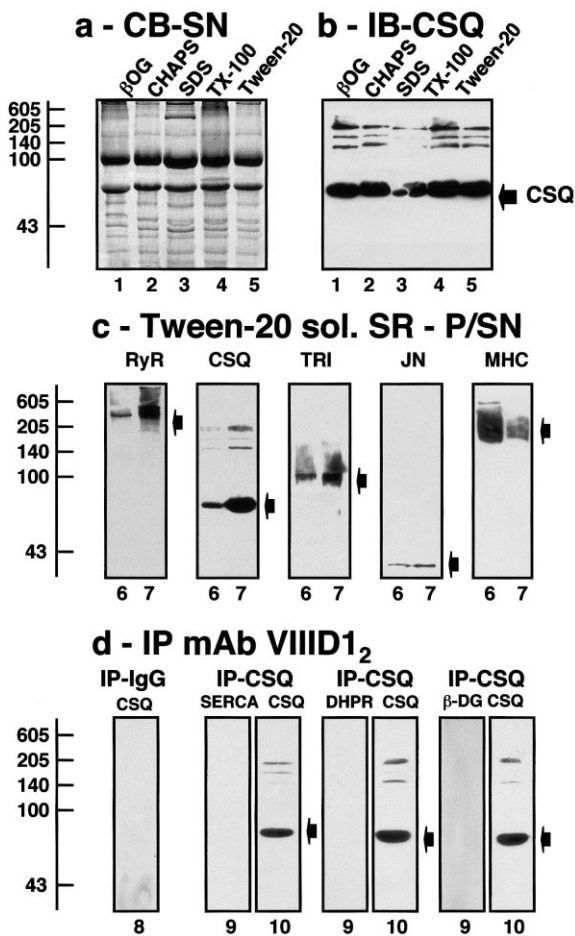 a - CB-SN
b - IB-CSQ
βOG CHAPS SDS TX-100 Tween-20
βOG CHAPS SDS TX-100 Tween-20
605
205
140
100
43
CSQ
1 2 3 4 5
1 2 3 4 5
c - Tween-20 sol. SR - P/SN
RyR CSQ TRI JN MHC
605
205
140
100
43
6 7 6 7 6 7 6 7 6 7
d - IP mAb VIIID1₂
IP-IgG IP-CSQ IP-CSQ IP-CSQ
CSQ SERCA CSQ DHPR CSQ β-DG CSQ
605
205
140
100
43
8 9 10 9 10 9 10